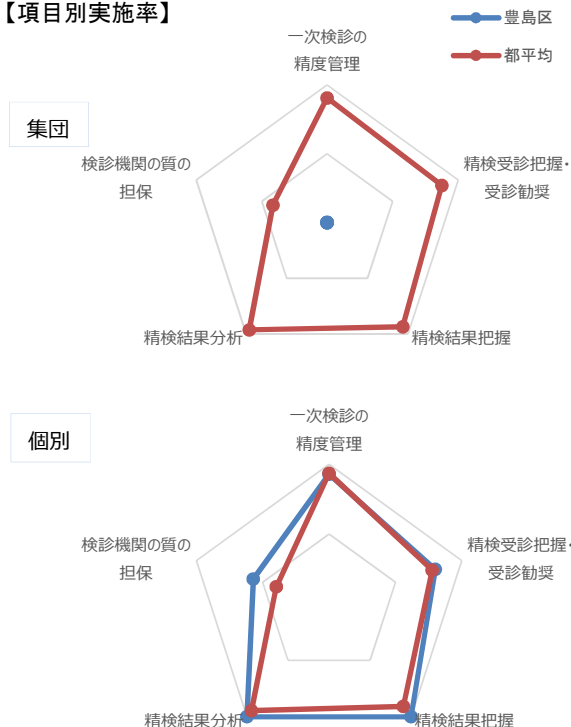 【項目別実施率】
豊島区
都平均
集団
一次検診の
精度管理
精検受診把握・
受診勧奨
精検結果把握
精検結果分析
検診機関の質の
担保
個別
一次検診の
精度管理
精検受診把握・
受診勧奨
精検結果把握
精検結果分析
検診機関の質の
担保